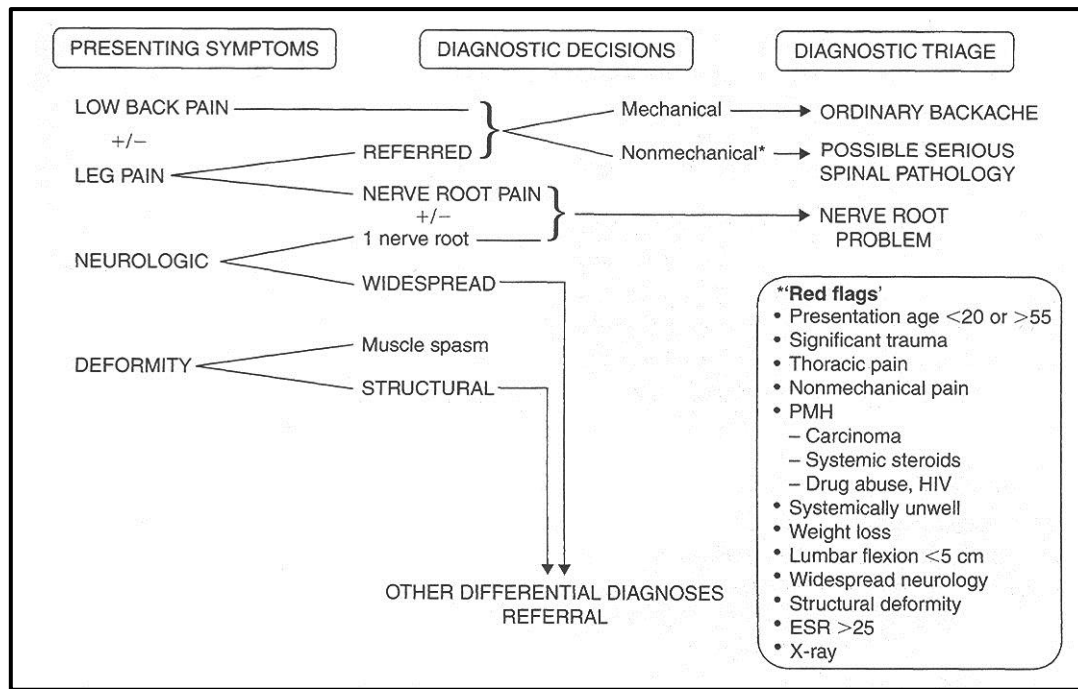 PRESENTING SYMPTOMS
DIAGNOSTIC DECISIONS
DIAGNOSTIC TRIAGE
LOW BACK PAIN
+/−
LEG PAIN
REFERRED
NERVE ROOT PAIN
+/−
1 nerve root
NEUROLOGIC
WIDESPREAD
DEFORMITY
Muscle spasm
STRUCTURAL
Mechanical
Nonmechanical*
ORDINARY BACKACHE
POSSIBLE SERIOUS
SPINAL PATHOLOGY
NERVE ROOT
PROBLEM
OTHER DIFFERENTIAL DIAGNOSES
REFERRAL
*‘Red flags’
• Presentation age <20 or >55
• Significant trauma
• Thoracic pain
• Nonmechanical pain
• PMH
– Carcinoma
– Systemic steroids
– Drug abuse, HIV
• Systemically unwell
• Weight loss
• Lumbar flexion <5 cm
• Widespread neurology
• Structural deformity
• ESR >25
• X-ray